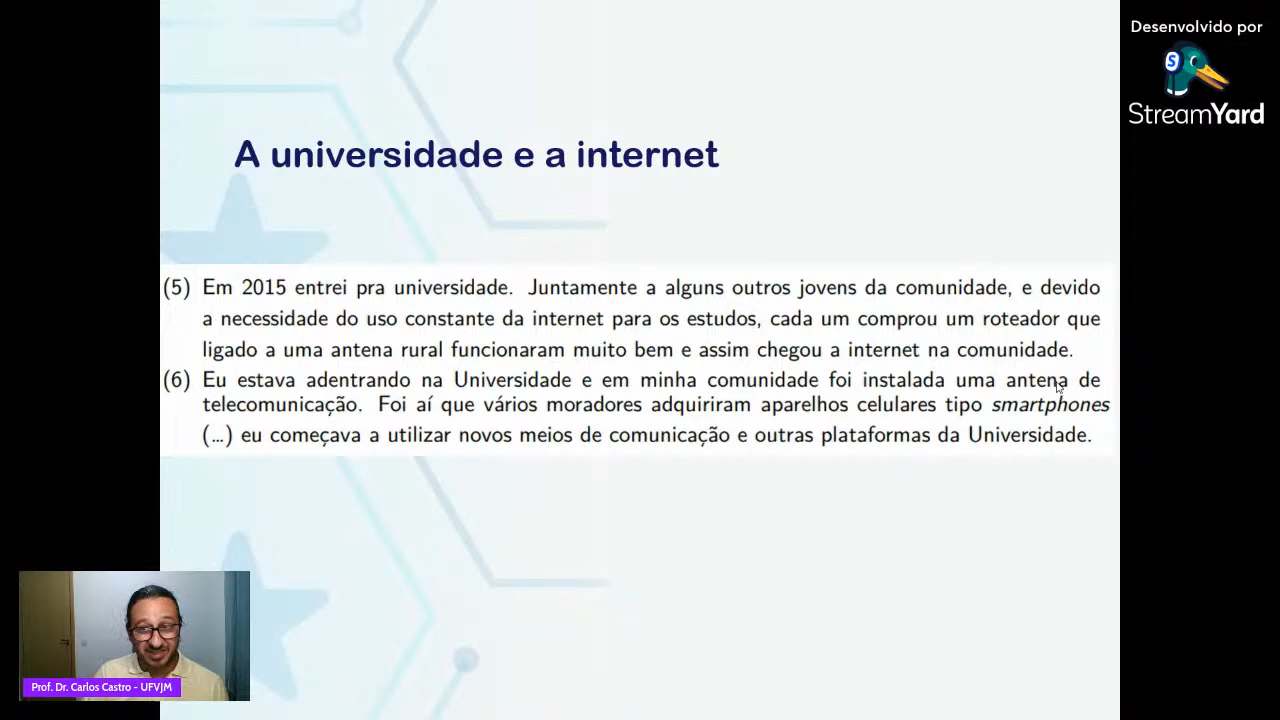 Desenvolvido por
StreamYard
A universidade e a internet
(5) Em 2015 entrei pra universidade. Juntamente a alguns outros jovens da comunidade, e devido
a necessidade do uso constante da internet para os estudos, cada um comprou um roteador que
ligado a uma antena rural funcionaram muito bem e assim chegou a internet na comunidade.
(6) Eu estava adentrando na Universidade e em minha comunidade foi instalada uma antena de
telecomunicação. Foi aí que vários moradores adquiriram aparelhos celulares tipo smartphones
(...) eu começava a utilizar novos meios de comunicação e outras plataformas da Universidade.
Prof. Dr. Carlos Castro - UFVJM